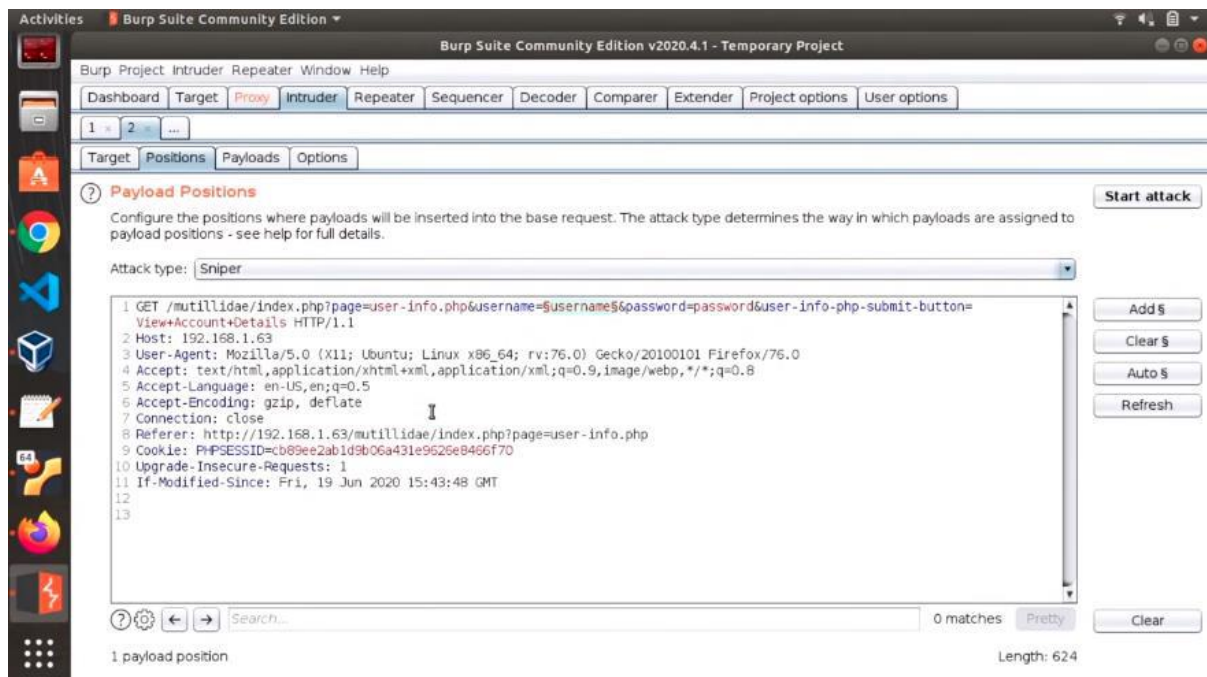 Activities Burp Suite Community Edition
Burp Suite Community Edition v2020.4.1 - Temporary Project
Burp Project Intruder Repeater Window Help
Dashboard Target Proxy Intruder Repeater Sequencer Decoder Comparer Extender Project options User options
1 × 2 × ...
Target Positions Payloads Options
? Payload Positions
Start attack
Configure the positions where payloads will be inserted into the base request. The attack type determines the way in which payloads are assigned to
payload positions - see help for full details.
Attack type: Sniper
1 GET /mutillidae/index.php?page=user-info.php&username=§username§&password=password&user-info-php-submit-button=
View+Account+Details HTTP/1.1
2 Host: 192.168.1.63
3 User-Agent: Mozilla/5.0 (X11; Ubuntu; Linux x86_64; rv:76.0) Gecko/20100101 Firefox/76.0
4 Accept: text/html,application/xhtml+xml,application/xml;q=0.9,image/webp,*/*;q=0.8
5 Accept-Language: en-US,en;q=0.5
6 Accept-Encoding: gzip, deflate
7 Connection: close
8 Referer: http://192.168.1.63/mutillidae/index.php?page=user-info.php
9 Cookie: PHPSESSID=cb89ee2ab1d9b06a431e9626e8466f70
10 Upgrade-Insecure-Requests: 1
11 If-Modified-Since: Fri, 19 Jun 2020 15:43:48 GMT
12
13
Add §
Clear §
Auto §
Refresh
64
? Search... 0 matches Pretty Clear
1 payload position Length: 624